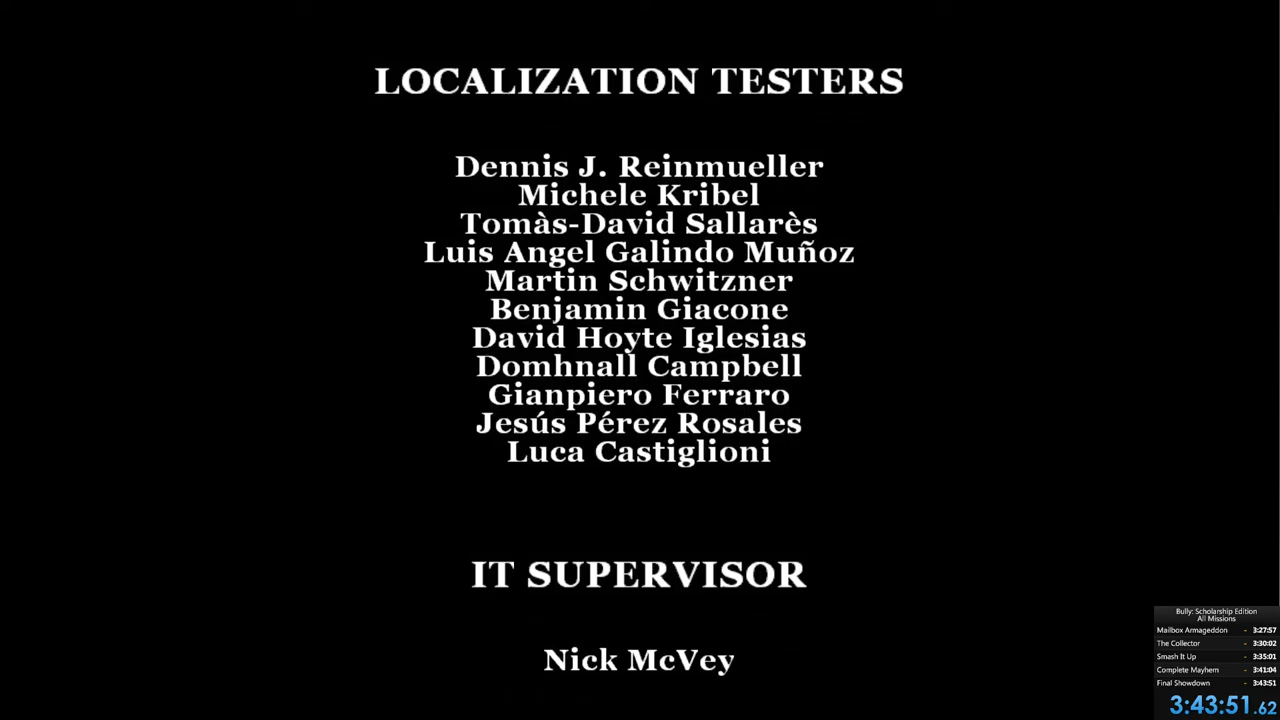 LOCALIZATION TESTERS
Dennis J. Reinmueller
Michele Kribel
Tomàs-David Sallarès
Luis Angel Galindo Muñoz
Martin Schwitzner
Benjamin Giacone
David Hoyte Iglesias
Domhnall Campbell
Gianpiero Ferraro
Jesús Pérez Rosales
Luca Castiglioni
IT SUPERVISOR
Nick McVey
Bully: Scholarship Edition
All Missions
Mailbox Armageddon - 3:27:57
The Collector - 3:30:02
Smash It Up - 3:35:01
Complete Mayhem - 3:41:04
Final Showdown - 3:43:51
3:43:51.62